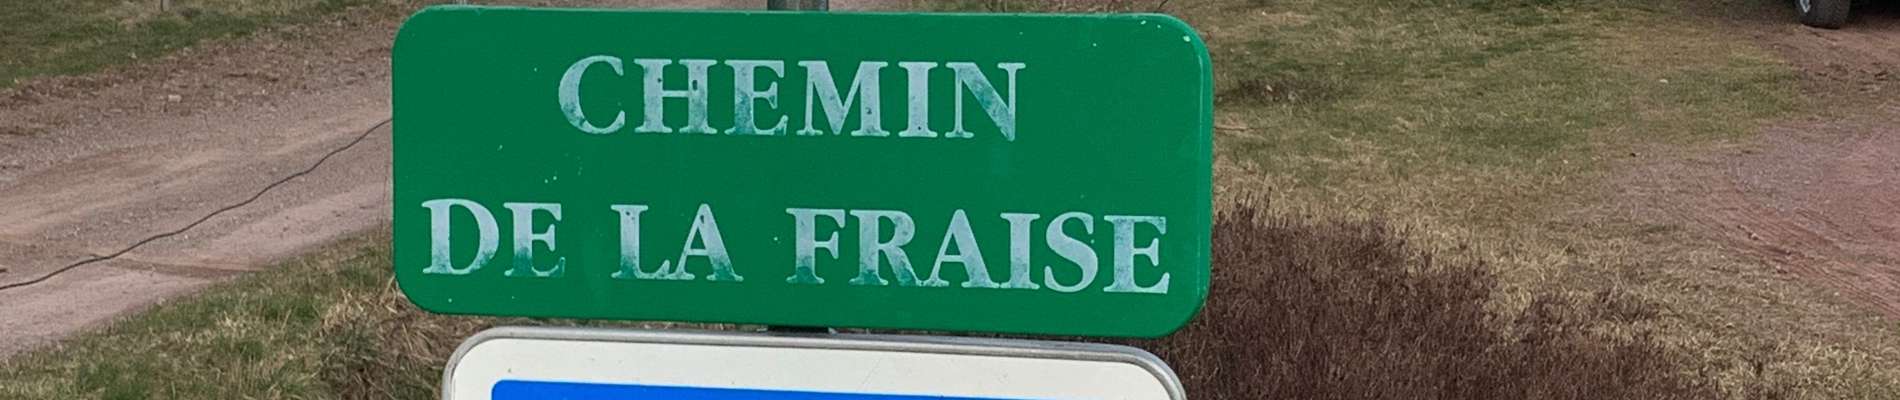 CHEMIN
DE LA FRAISE